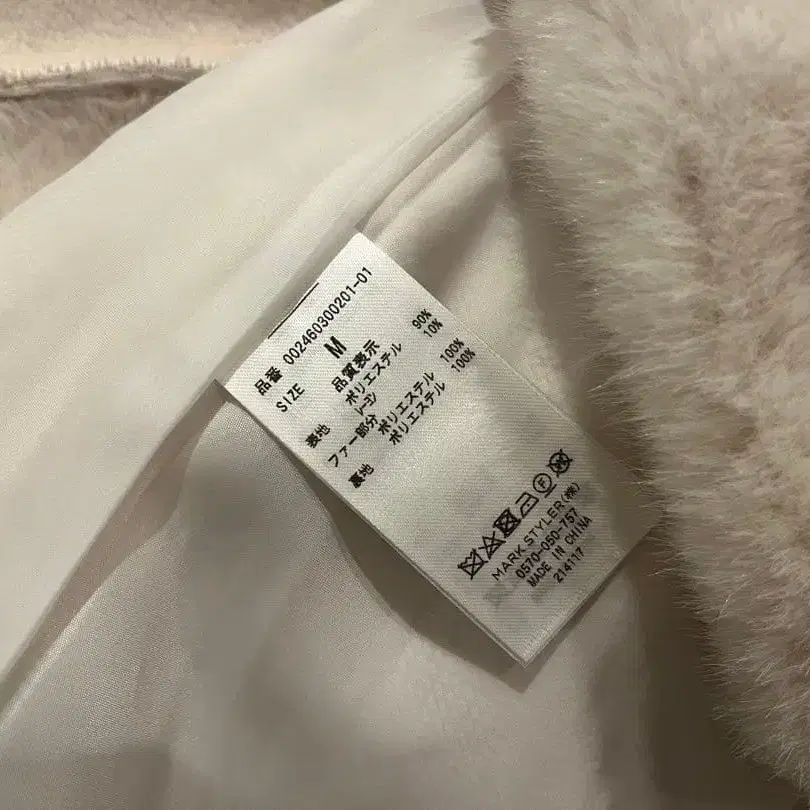 品番 002460300201-01
SIZE M
品質表示
表地 ポリエステル 90%
レーヨン 10%
ファー部分 ポリエステル 100%
裏地 ポリエステル 100%
F W
MARK STYLER(株)
0570-050-757
MADE IN CHINA
214117